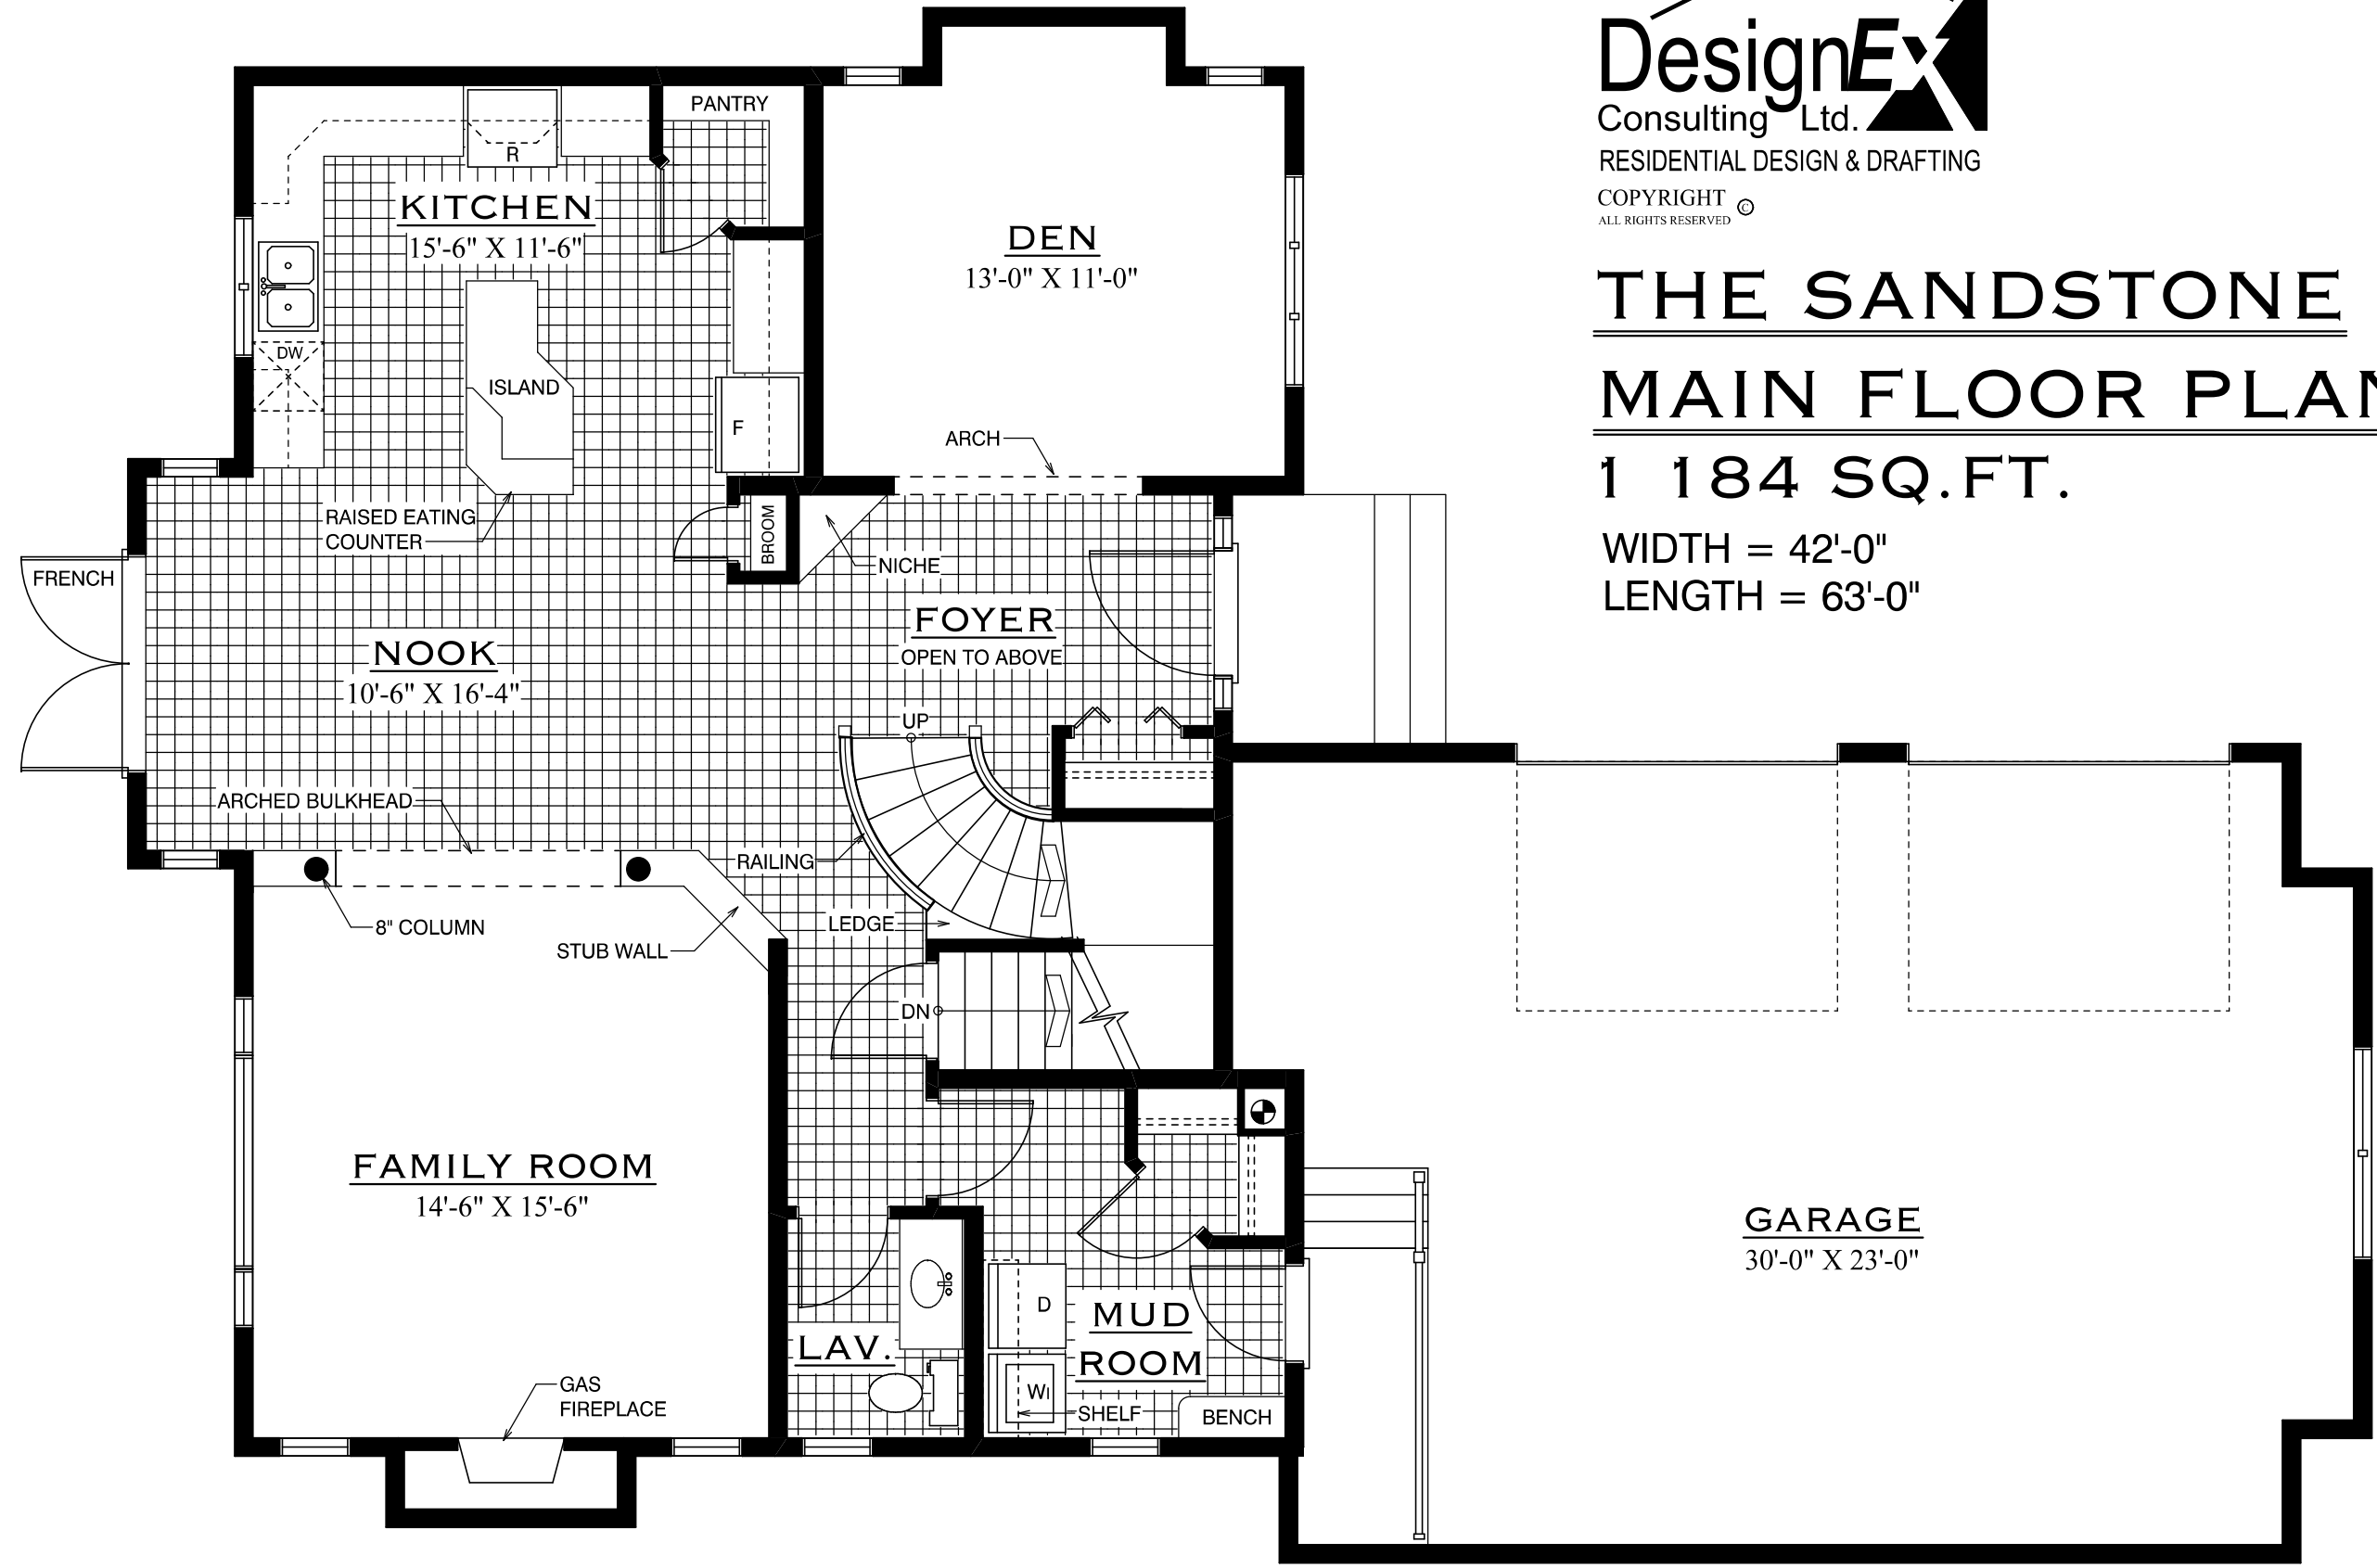 DesignEx
Consulting Ltd.
RESIDENTIAL DESIGN & DRAFTING
COPYRIGHT ©
ALL RIGHTS RESERVED
THE SANDSTONE
MAIN FLOOR PLAN
1 184 SQ.FT.
WIDTH = 42'-0"
LENGTH = 63'-0"
PANTRY
R
KITCHEN
15'-6" X 11'-6"
DW
ISLAND
F
DEN
13'-0" X 11'-0"
ARCH
RAISED EATING
COUNTER
BROOM
NICHE
FRENCH
FOYER
OPEN TO ABOVE
NOOK
10'-6" X 16'-4"
UP
ARCHED BULKHEAD
RAILING
8" COLUMN
STUB WALL
LEDGE
DN
FAMILY ROOM
14'-6" X 15'-6"
GARAGE
30'-0" X 23'-0"
LAV.
D
MUD
ROOM
W
SHELF
BENCH
GAS
FIREPLACE